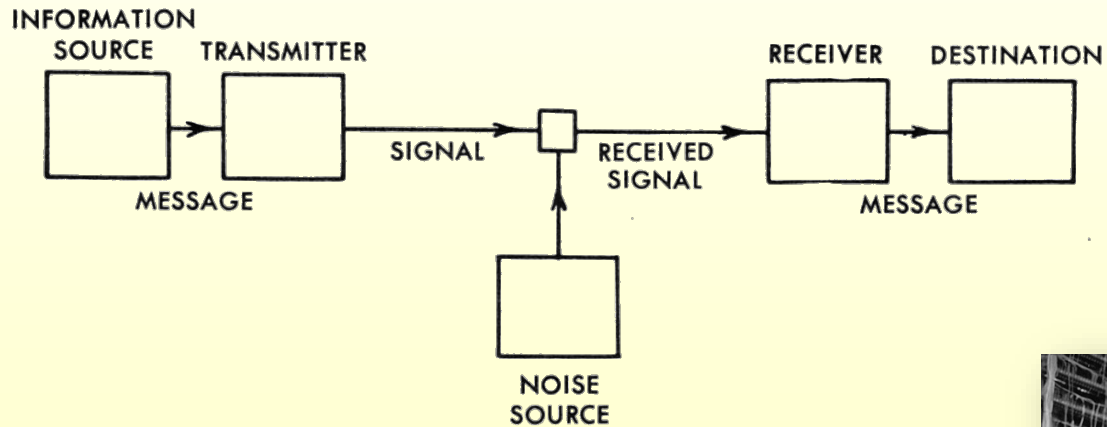 INFORMATION
SOURCE
TRANSMITTER
RECEIVER
DESTINATION
SIGNAL
RECEIVED
SIGNAL
MESSAGE
MESSAGE
NOISE
SOURCE